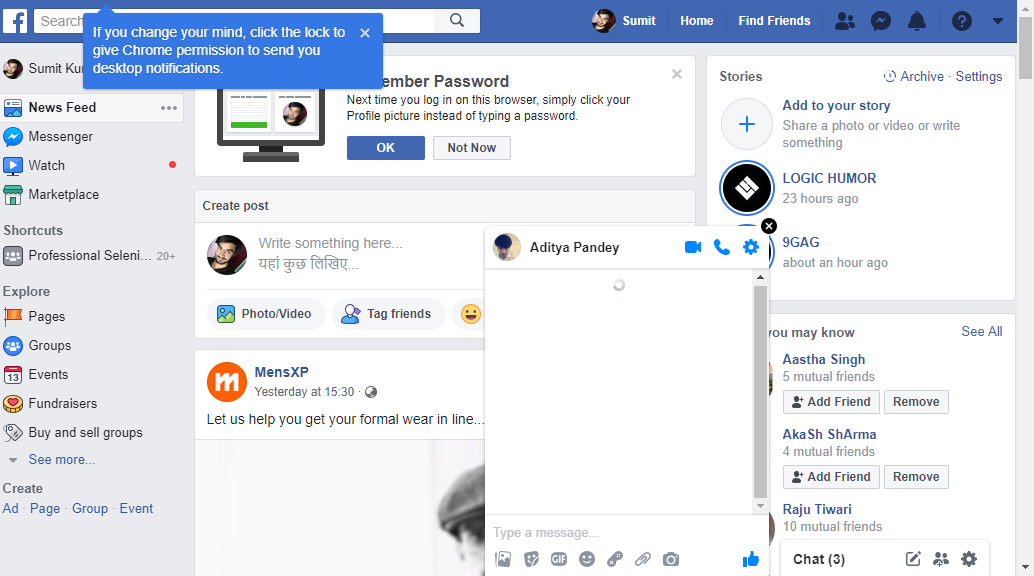 Search
Sumit
Home
Find Friends
If you change your mind, click the lock to
give Chrome permission to send you
desktop notifications.
Sumit Ku
News Feed
Messenger
Watch
Marketplace
Shortcuts
Professional Seleni... 20+
Explore
Pages
Groups
13
Events
Fundraisers
Buy and sell groups
See more...
Create
Ad · Page · Group · Event
ember Password
Next time you log in on this browser, simply click your
Profile picture instead of typing a password.
OK
Not Now
Create post
Write something here...
यहां कुछ लिखिए...
Photo/Video
Tag friends
MensXP
Yesterday at 15:30 ·
Let us help you get your formal wear in line...
Aditya Pandey
Type a message...
GIF
Stories
Archive · Settings
Add to your story
Share a photo or video or write
something
LOGIC HUMOR
23 hours ago
9GAG
about an hour ago
you may know
See All
Aastha Singh
5 mutual friends
Add Friend
Remove
AkaSh ShArma
4 mutual friends
Add Friend
Remove
Raju Tiwari
10 mutual friends
Chat (3)